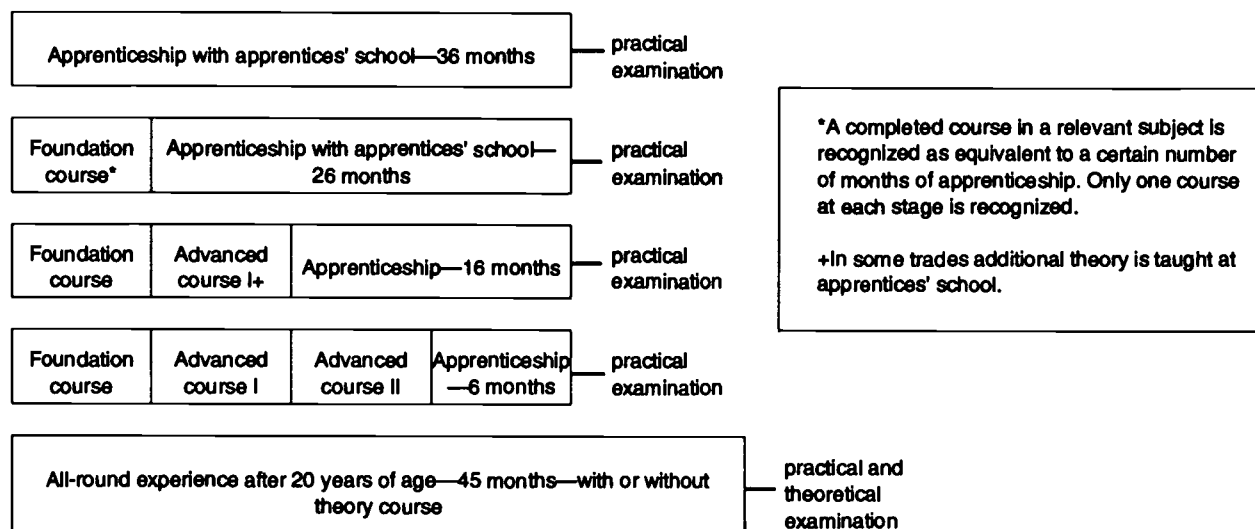 Apprenticeship with apprentices' school—36 months
practical
examination
Foundation
course*
Apprenticeship with apprentices' school—
26 months
practical
examination
Foundation
course
Advanced
course I+
Apprenticeship—16 months
practical
examination
Foundation
course
Advanced
course I
Advanced
course II
Apprenticeship
—6 months
practical
examination
All-round experience after 20 years of age—45 months—with or without
theory course
practical and
theoretical
examination
*A completed course in a relevant subject is
recognized as equivalent to a certain number
of months of apprenticeship. Only one course
at each stage is recognized.
+In some trades additional theory is taught at
apprentices' school.